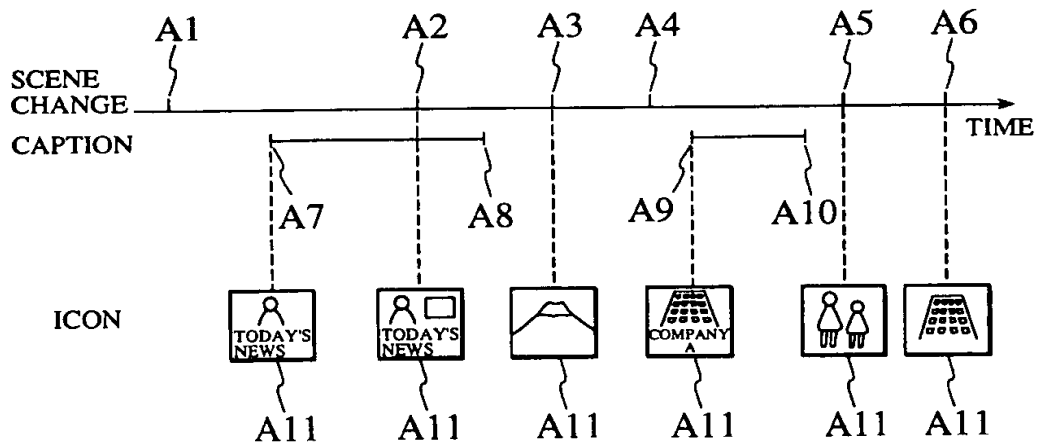 A1 A2 A3 A4 A5 A6
SCENE
CHANGE
TIME
CAPTION
A7 A8 A9 A10
ICON
TODAY'S
NEWS
TODAY'S
NEWS
COMPANY
A
A11 A11 A11 A11 A11 A11